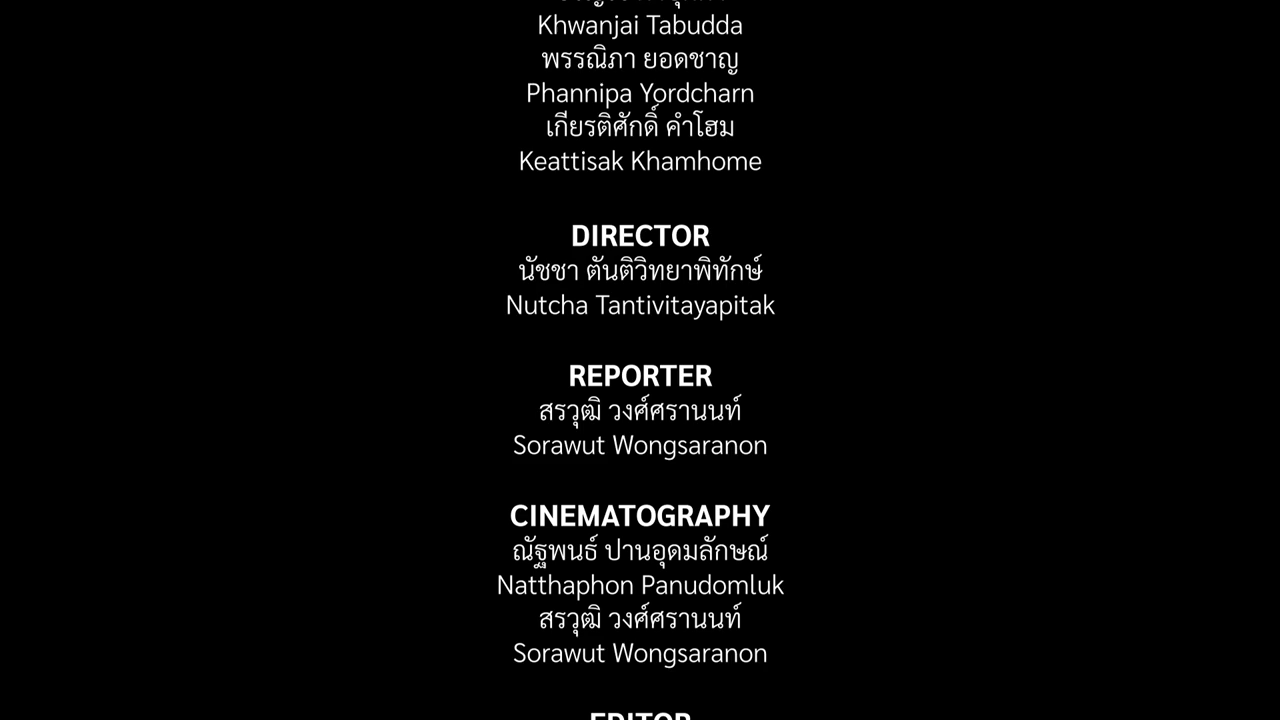 Khwanjai Tabudda
พรรณิภา ยอดชาญ
Phannipa Yordcharn
เกียรติศักดิ์ คำโฮม
Keattisak Khamhome
DIRECTOR
นัชชา ตันติวิทยาพิทักษ์
Nutcha Tantivitayapitak
REPORTER
สรวุฒิ วงศ์ศรานนท์
Sorawut Wongsaranon
CINEMATOGRAPHY
ณัฐพนธ์ ปานอุดมลักษณ์
Natthaphon Panudomluk
สรวุฒิ วงศ์ศรานนท์
Sorawut Wongsaranon
EDITOR